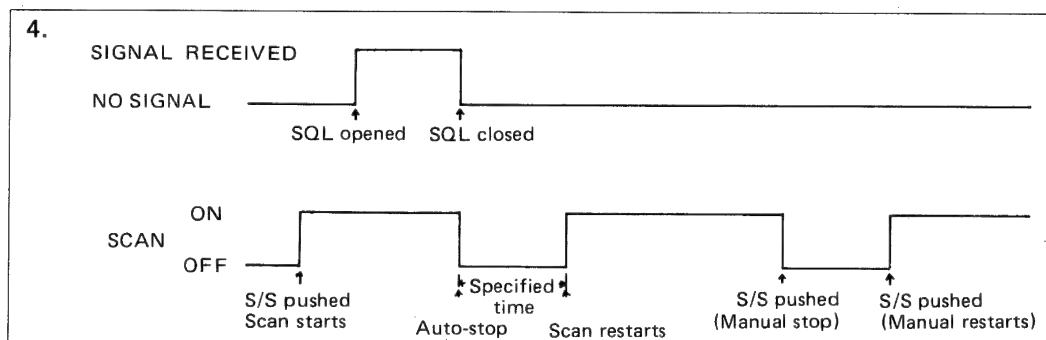 4.
SIGNAL RECEIVED
NO SIGNAL
SQL opened
SQL closed
ON
SCAN
OFF
Specified
time
S/S pushed
Scan starts
Auto-stop
Scan restarts
S/S pushed
(Manual stop)
S/S pushed
(Manual restarts)